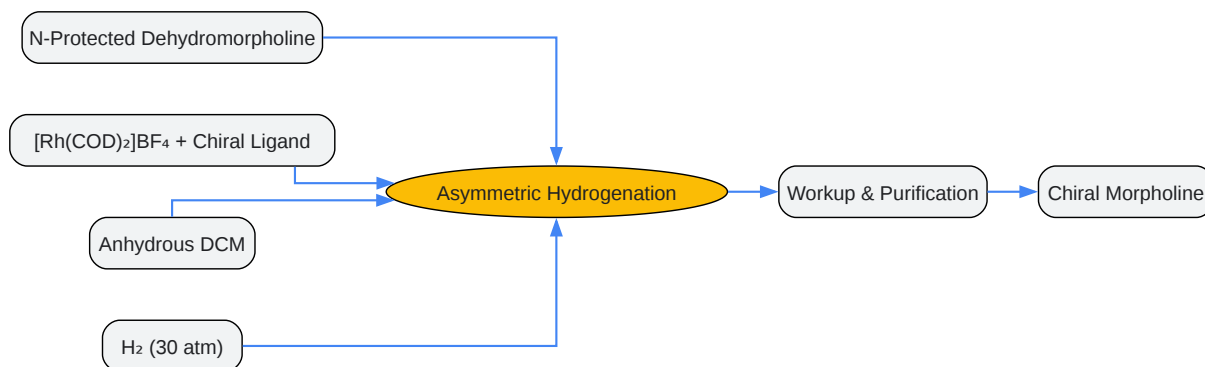 N-Protected Dehydromorpholine
[Rh(COD)₂]BF₄ + Chiral Ligand
Asymmetric Hydrogenation
Workup & Purification
Chiral Morpholine
Anhydrous DCM
H₂ (30 atm)